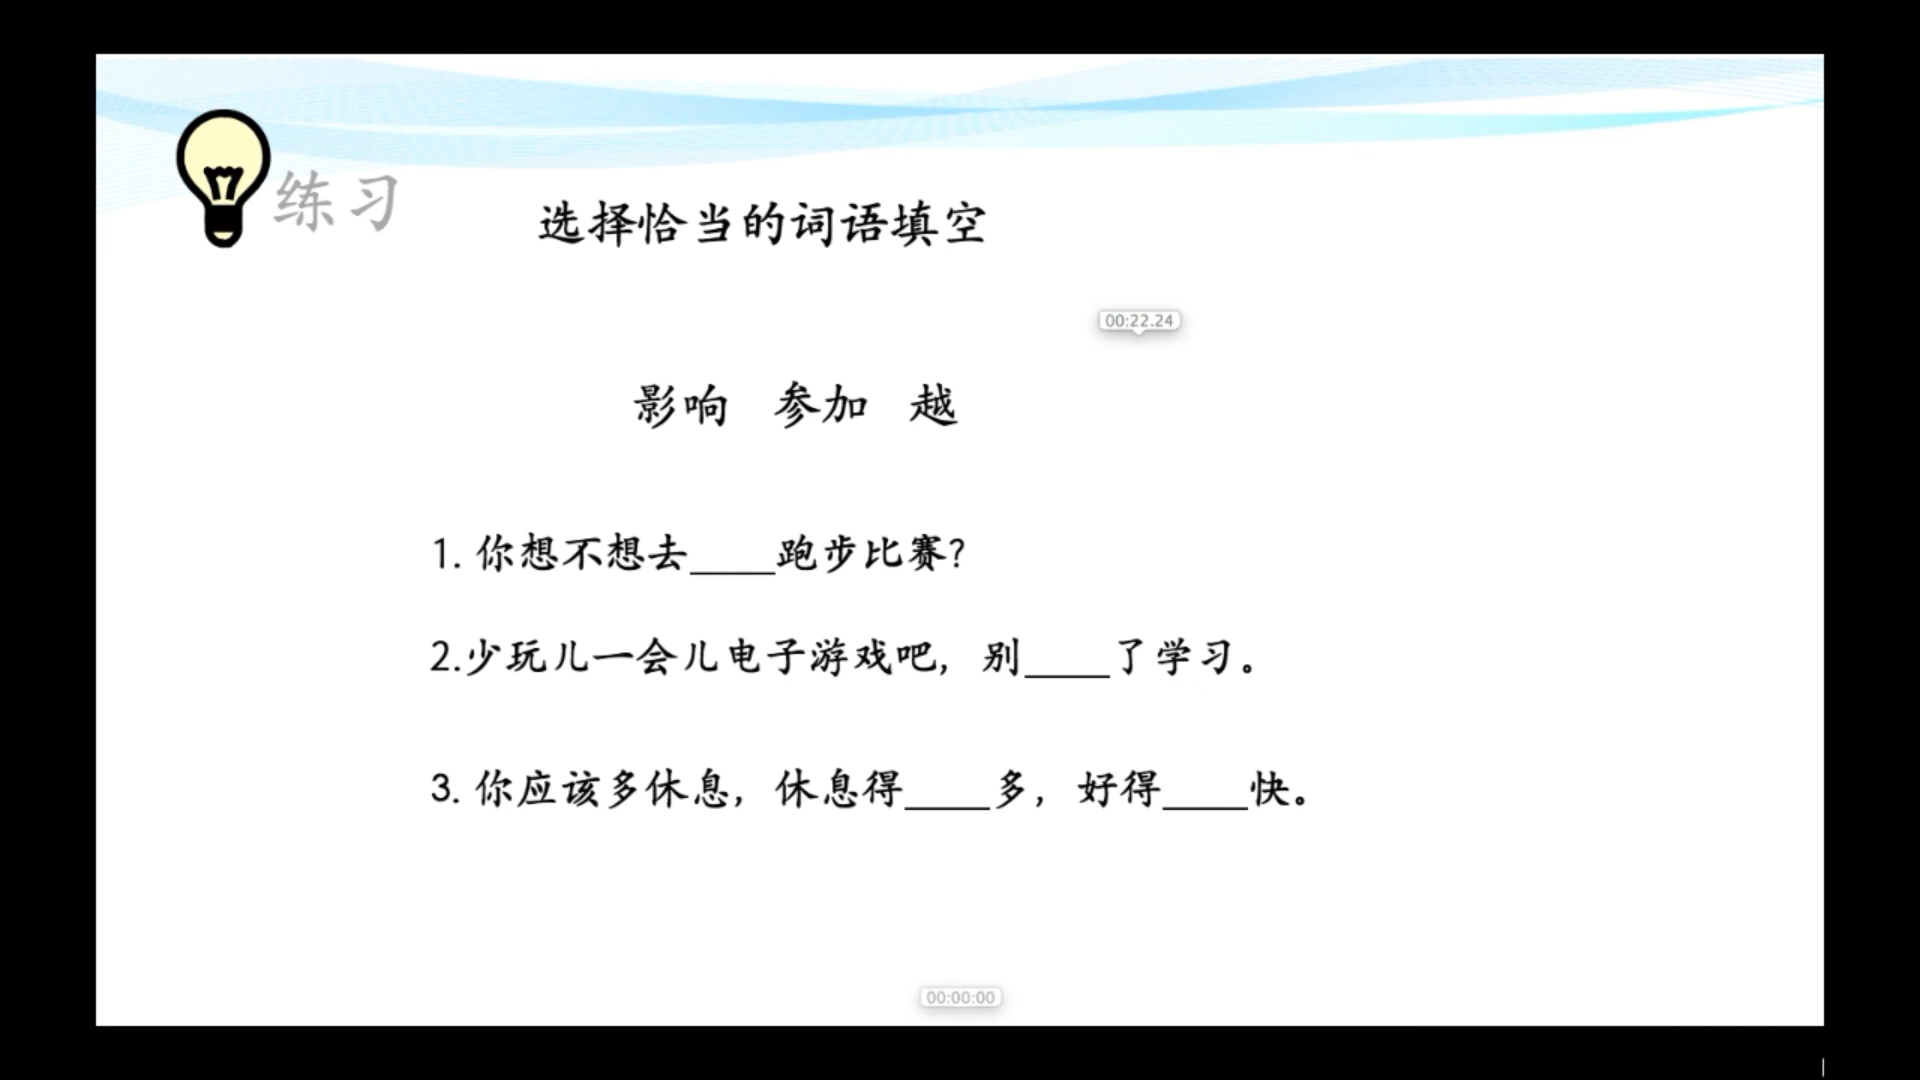 练习
选择恰当的词语填空
00:22.24
影响 参加 越
1. 你想不想去____跑步比赛?
2.少玩儿一会儿电子游戏吧，别____了学习。
3. 你应该多休息，休息得____多，好得____快。
00:00:00